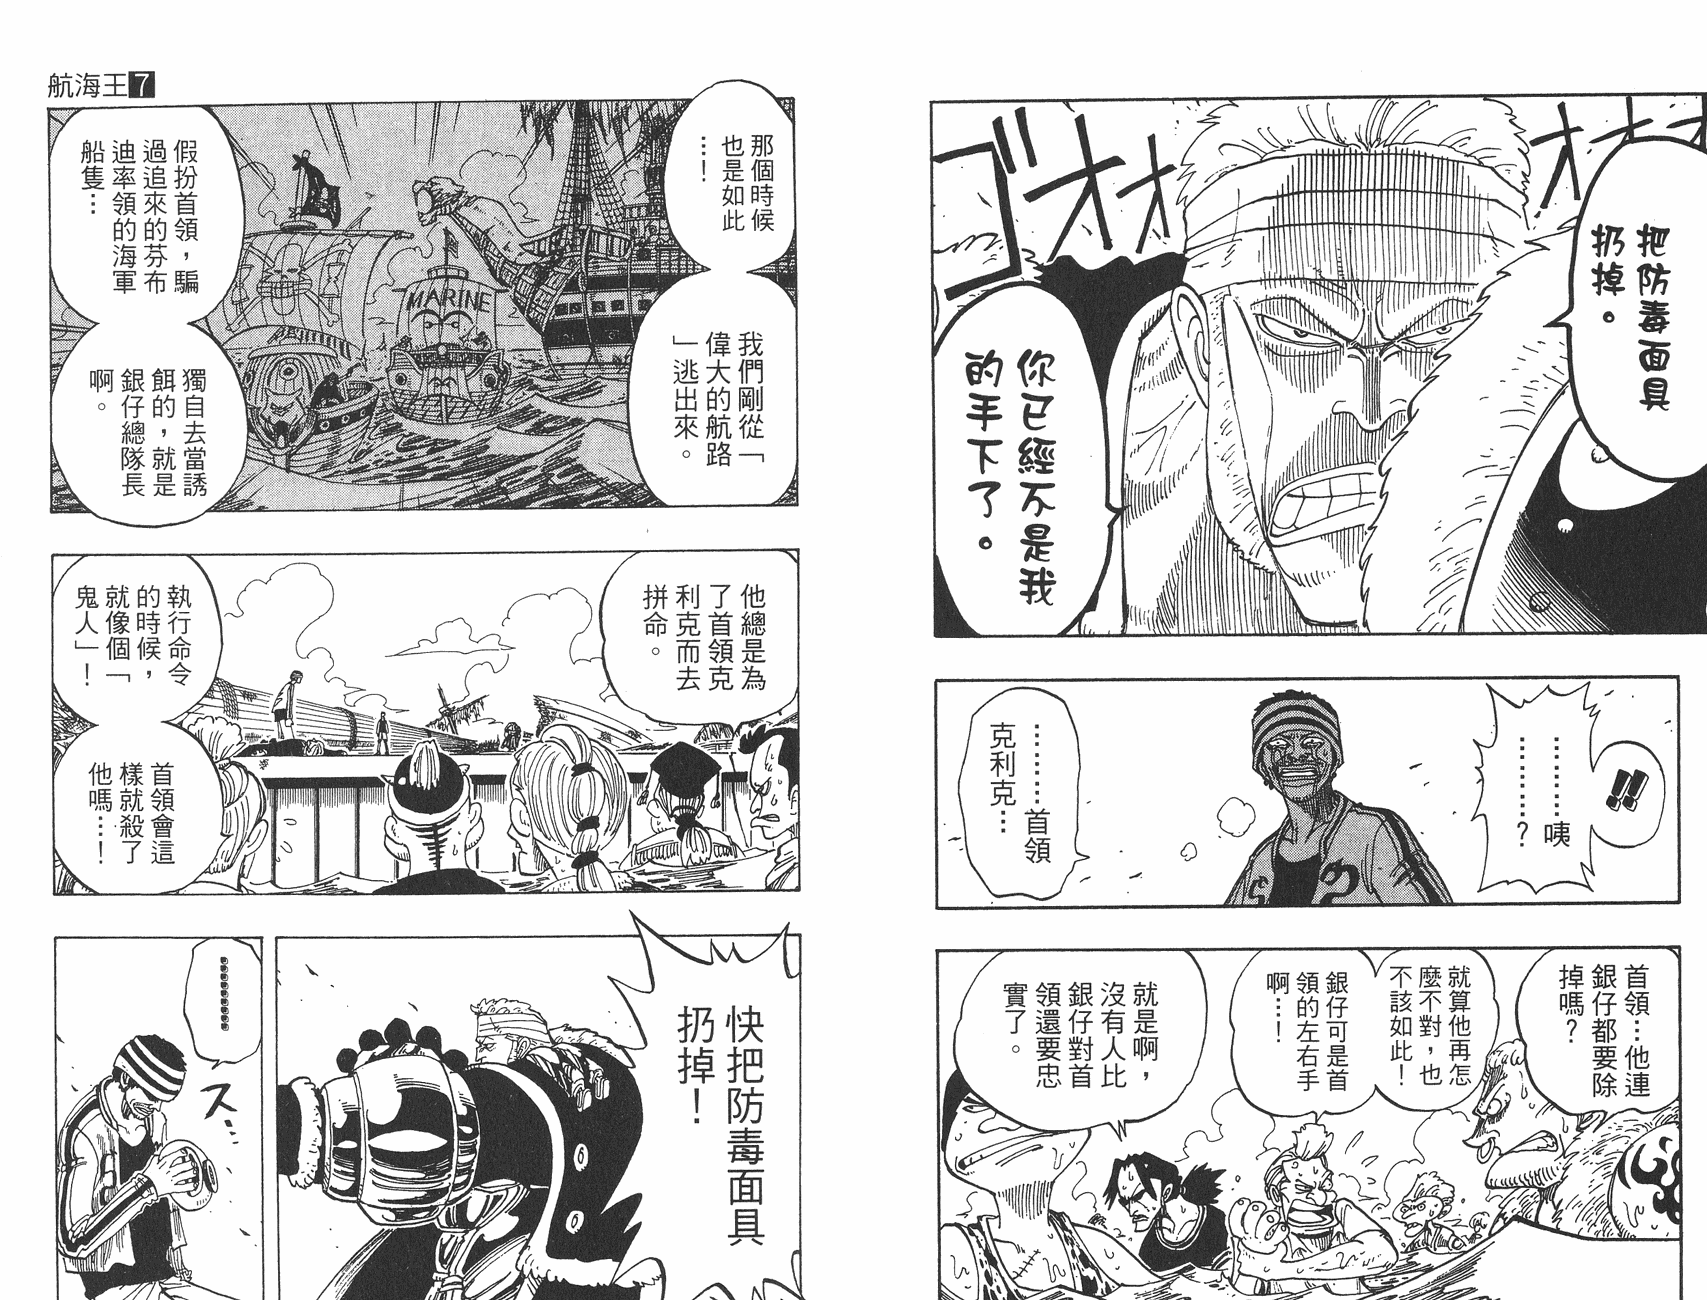 把防毒面具
扔掉。
你已經不是我
的手下了。
ゴオオオオ
!!
…………咦
…………?
…………首領
克利克…
首領…他連
銀仔都要除
掉嗎?
就算他再怎
麼不對,也
不該如此!
銀仔可是首
領的左右手
啊…!
就是啊,
沒有人比
銀仔對首
領還要忠
實了。
航海王7
那個時候
也是如此
…!
我們剛從「
偉大的航路
」逃出來。
假扮首領,騙
過追來的芬布
迪率領的海軍
船隻…
獨自去當誘
餌的,就是
銀仔總隊長
啊。
MARINE
他總是為
了首領克
利克而去
拼命。
執行命令
的時候,
就像個「
鬼人」!
首領會這
樣就殺了
他嗎…!
快把防毒面具
扔掉!
…………
ス…